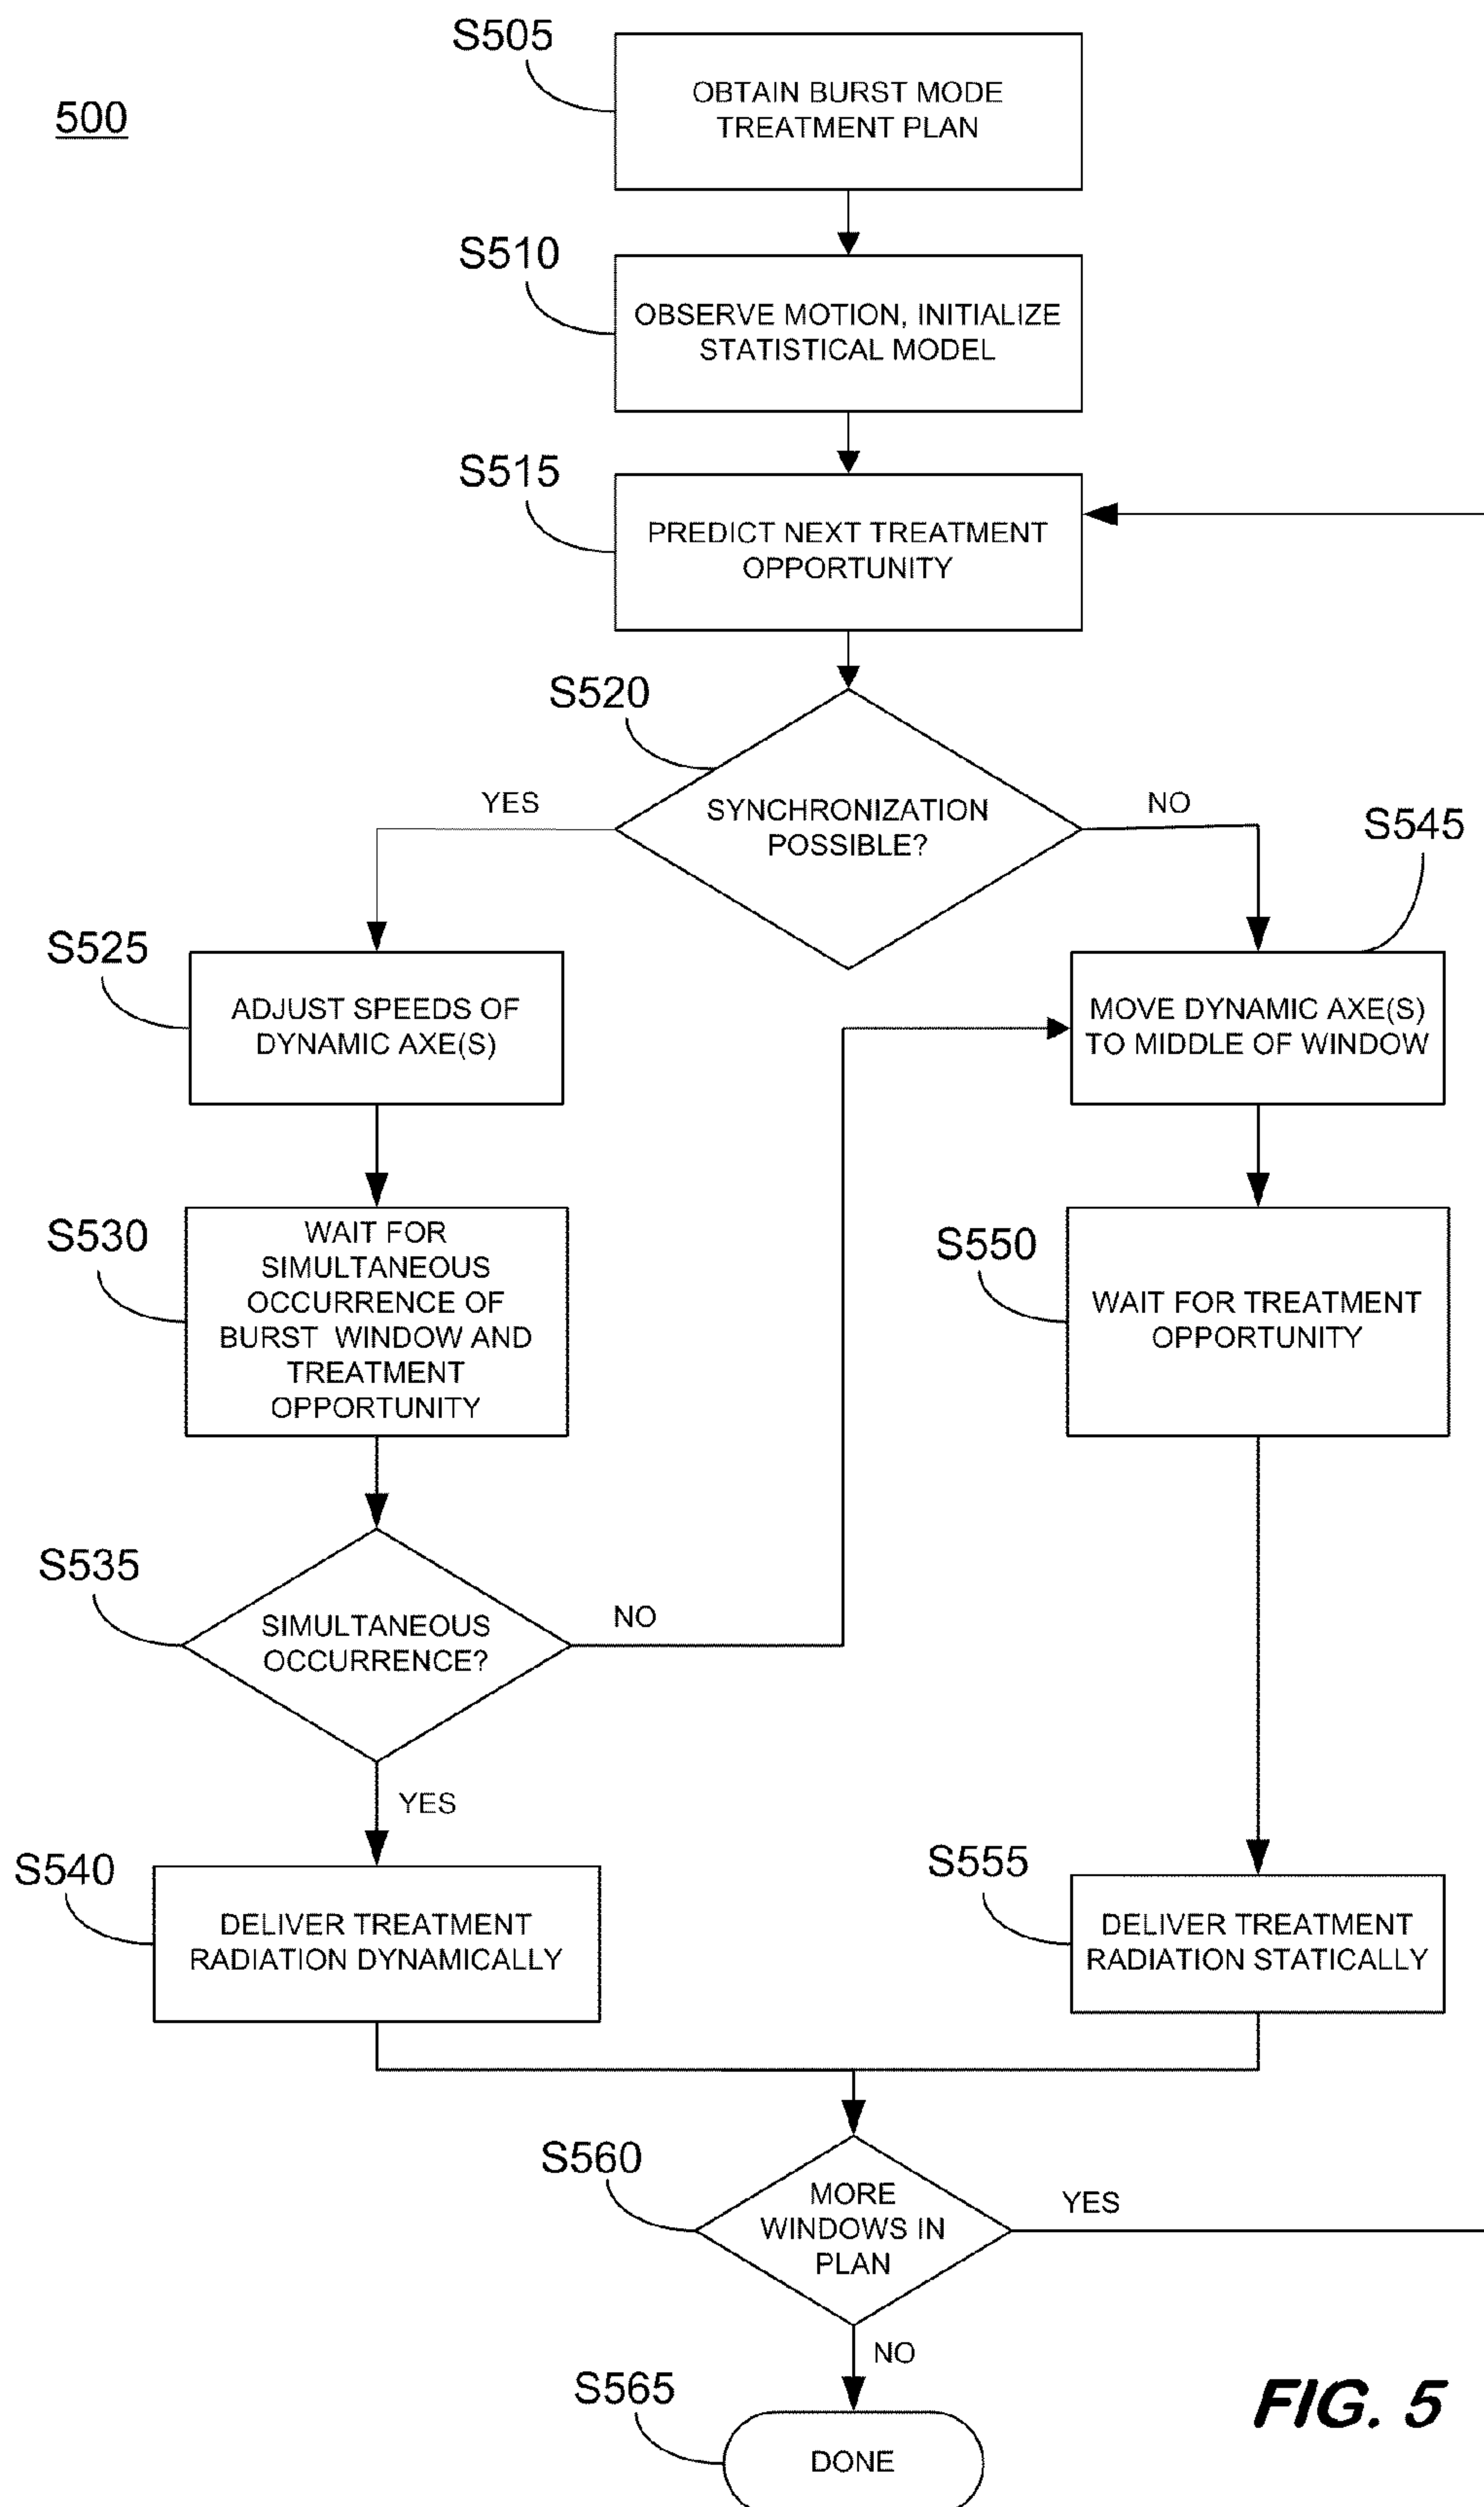 S505
500
OBTAIN BURST MODE
TREATMENT PLAN
S510
OBSERVE MOTION, INITIALIZE
STATISTICAL MODEL
S515
PREDICT NEXT TREATMENT
OPPORTUNITY
S520
SYNCHRONIZATION
POSSIBLE?
YES
NO
S545
S525
ADJUST SPEEDS OF
DYNAMIC AXE(S)
MOVE DYNAMIC AXE(S)
TO MIDDLE OF WINDOW
S530
WAIT FOR
SIMULTANEOUS
OCCURRENCE OF
BURST WINDOW AND
TREATMENT
OPPORTUNITY
S550
WAIT FOR TREATMENT
OPPORTUNITY
S535
SIMULTANEOUS
OCCURRENCE?
NO
YES
S540
DELIVER TREATMENT
RADIATION DYNAMICALLY
S555
DELIVER TREATMENT
RADIATION STATICALLY
S560
MORE
WINDOWS IN
PLAN
YES
NO
S565
DONE
FIG. 5